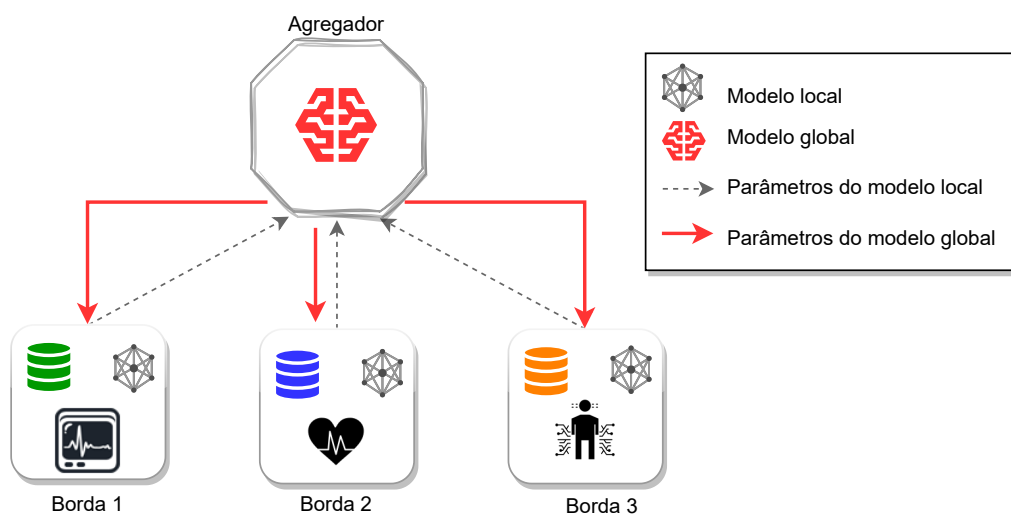 Agregador
Modelo local
Modelo global
Parâmetros do modelo local
Parâmetros do modelo global
Borda 1
Borda 2
Borda 3